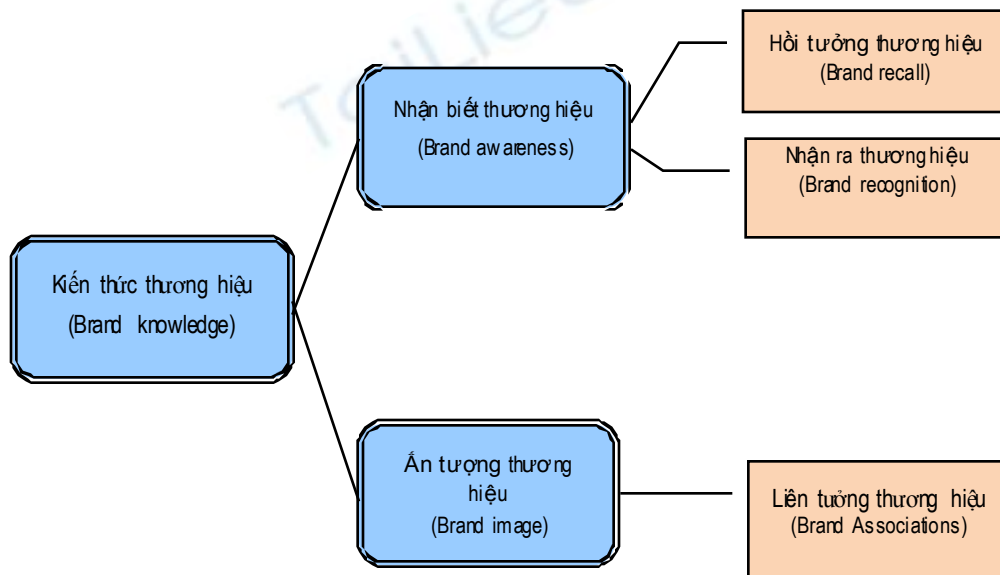 Hồi tưởng thương hiệu
(Brand recall)
Nhận biết thương hiệu
(Brand awareness)
Nhận ra thương hiệu
(Brand recognition)
Kiến thức thương hiệu
(Brand knowledge)
Ấn tượng thương
hiệu
(Brand image)
Liên tưởng thương hiệu
(Brand Associations)